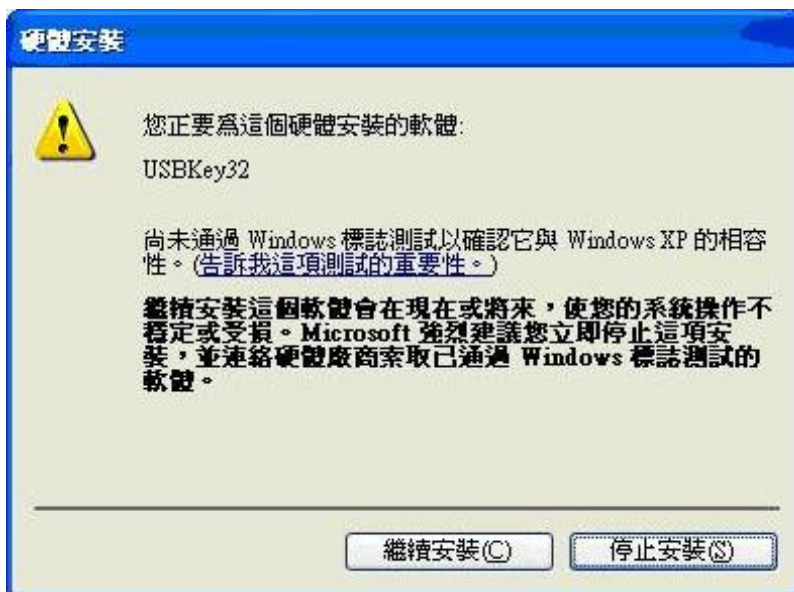 硬體安裝
您正要為這個硬體安裝的軟體:
USBKey32
尚未通過 Windows 標誌測試以確認它與 Windows XP 的相容
性。(告訴我這項測試的重要性。)
繼續安裝這個軟體會在現在或將來，使您的系統操作不
穩定或受損。Microsoft 強烈建議您立即停止這項安
裝，並連絡硬體廠商索取已通過 Windows 標誌測試的
軟體。
繼續安裝(C)
停止安裝(S)